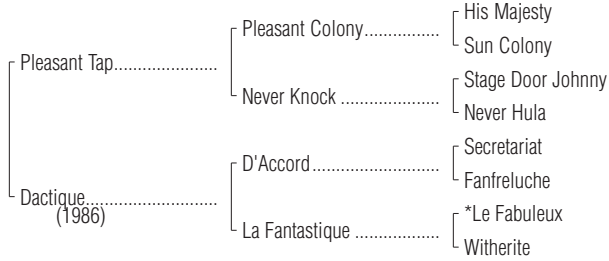 His Majesty
Pleasant Colony................
Sun Colony
Pleasant Tap.....................
Stage Door Johnny
Never Knock ....................
Never Hula
Secretariat
D'Accord..........................
Fanfreluche
Dactique...........................
(1986)
*Le Fabuleux
La Fantastique .................
Witherite